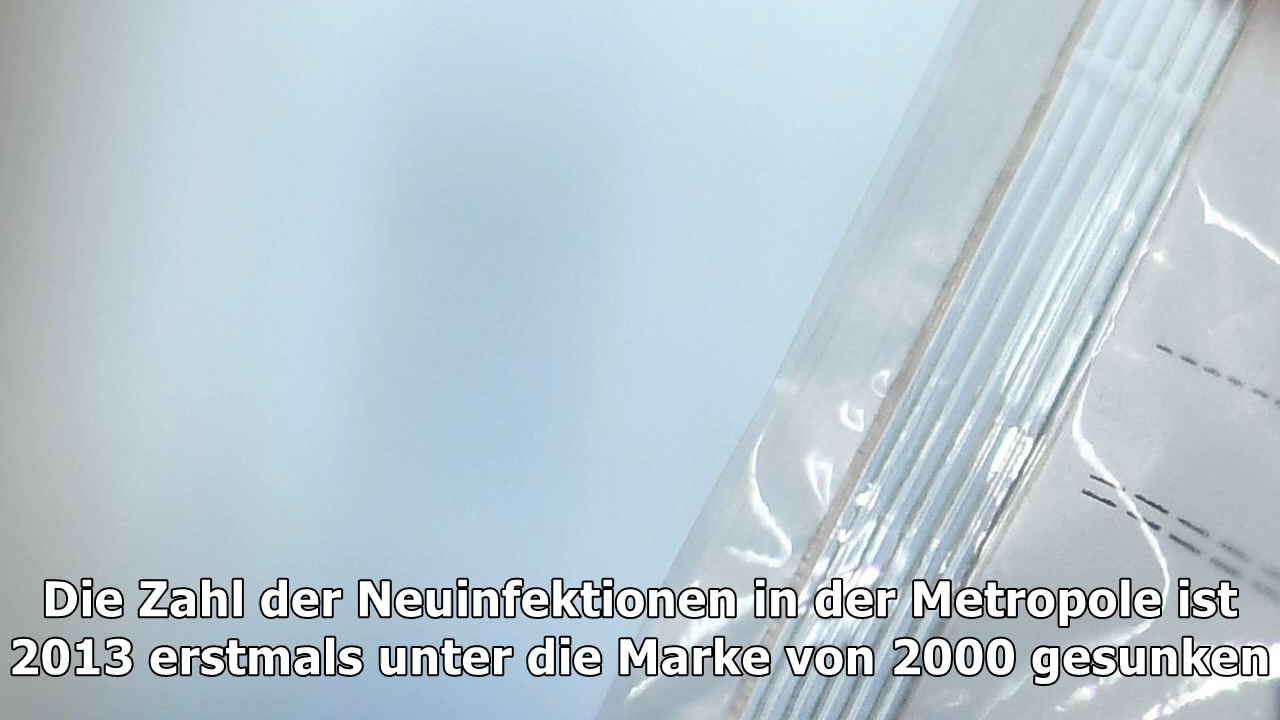 Die Zahl der Neuinfektionen in der Metropole ist
2013 erstmals unter die Marke von 2000 gesunken